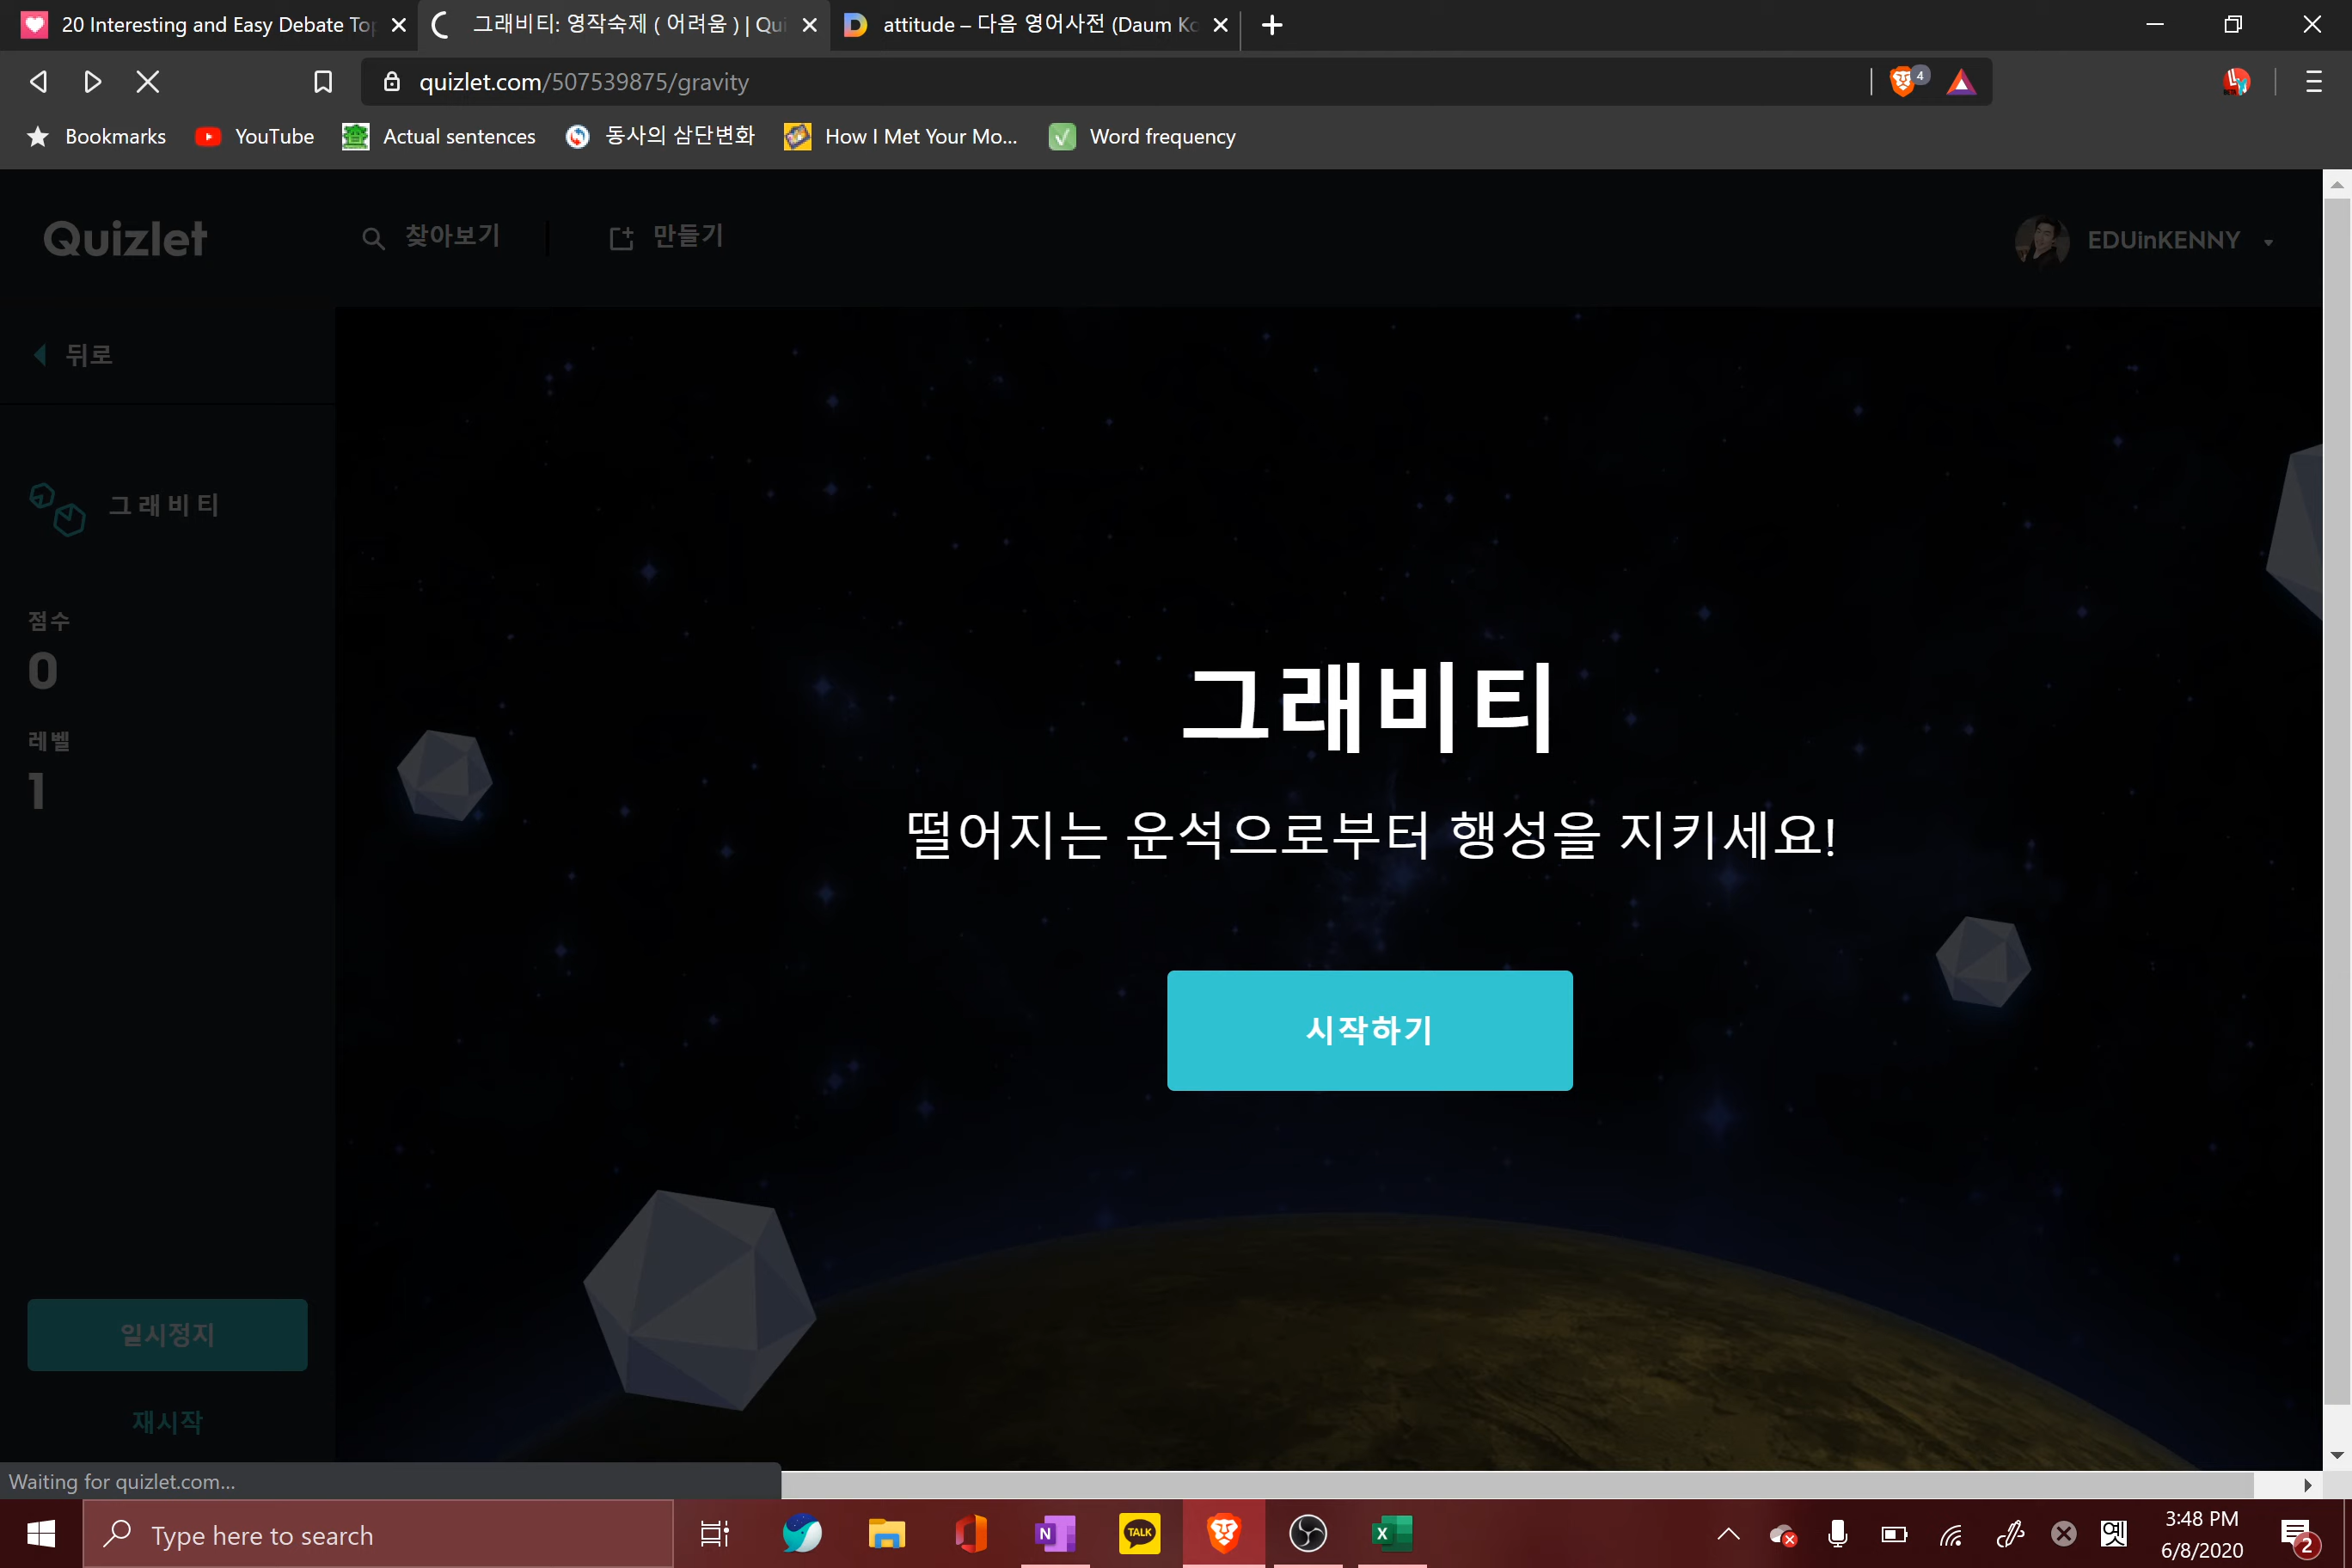 20 Interesting and Easy Debate Top
그래비티: 영작숙제 ( 어려움 ) | Qui
attitude – 다음 영어사전 (Daum Ko
quizlet.com/507539875/gravity
4
Bookmarks
YouTube
Actual sentences
동사의 삼단변화
How I Met Your Mo...
Word frequency
Quizlet
찾아보기
만들기
EDUinKENNY
뒤로
그래비티
점수
0
레벨
1
그래비티
떨어지는 운석으로부터 행성을 지키세요!
시작하기
일시정지
재시작
Waiting for quizlet.com...
Type here to search
N
TALK
X
3:48 PM
6/8/2020
2